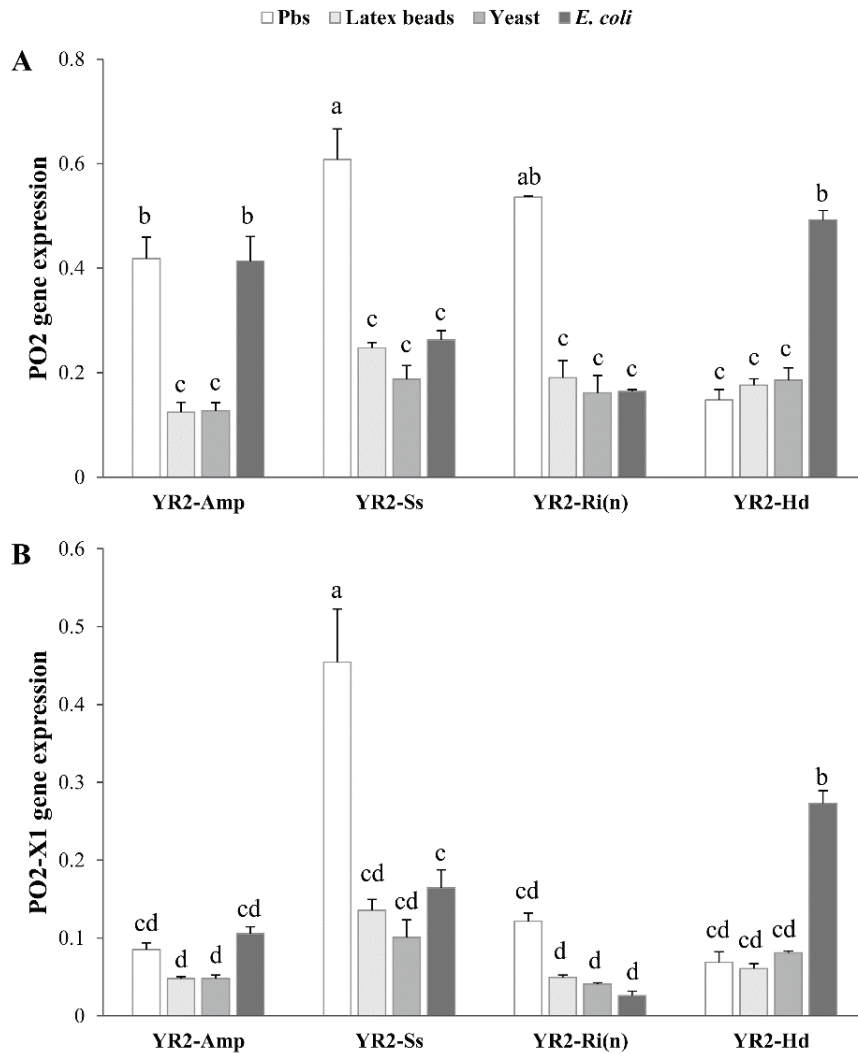 Pbs Latex beads Yeast E. coli
A
PO2 gene expression
0.8
0.6
0.4
0.2
0
b c c b
a c c c
ab c c c
c c c b
YR2-Amp YR2-Ss YR2-Ri(n) YR2-Hd
B
PO2-X1 gene expression
0.6
0.5
0.4
0.3
0.2
0.1
0
cd d d cd
a cd cd c
cd d d d
cd cd cd b
YR2-Amp YR2-Ss YR2-Ri(n) YR2-Hd